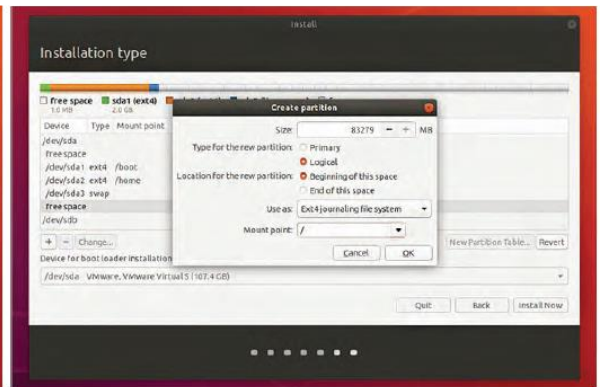 Install
Installation type
free space
sda1 (ext4)
1.0 MB
2.0 GB
Create partition
Size:
83279
- + MB
Type for the new partition:
Primary
Logical
Location for the new partition:
Beginning of this space
End of this space
Use as:
Ext4 journaling file system
Mount point:
/
Cancel
OK
Device Type Mount point
/dev/sda
free space
/dev/sda1 ext4 /boot
/dev/sda2 ext4 /home
/dev/sda3 swap
free space
/dev/sdb
+ - Change...
New Partition Table... Revert
Device for boot loader installation
/dev/sda VMware, VMware Virtual S (107.4 GB)
Quit
Back
Install Now